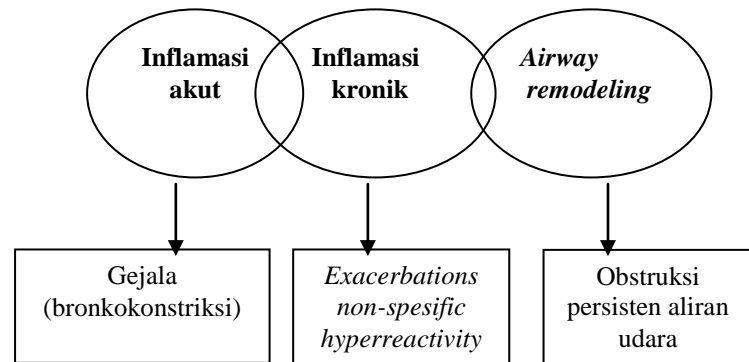 Inflamasi
akut
Inflamasi
kronik
Airway
remodeling
Gejala
(bronkokonstriksi)
Exacerbations
non-spesific
hyperreactivity
Obstruksi
persisten aliran
udara